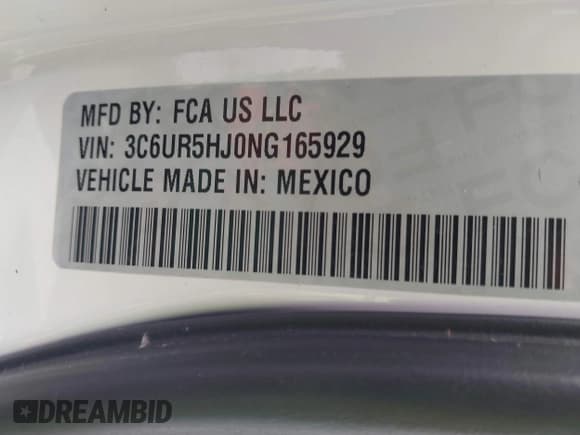 MFD BY: FCA US LLC
VIN: 3C6UR5HJ0NG165929
VEHICLE MADE IN: MEXICO
DREAMBID